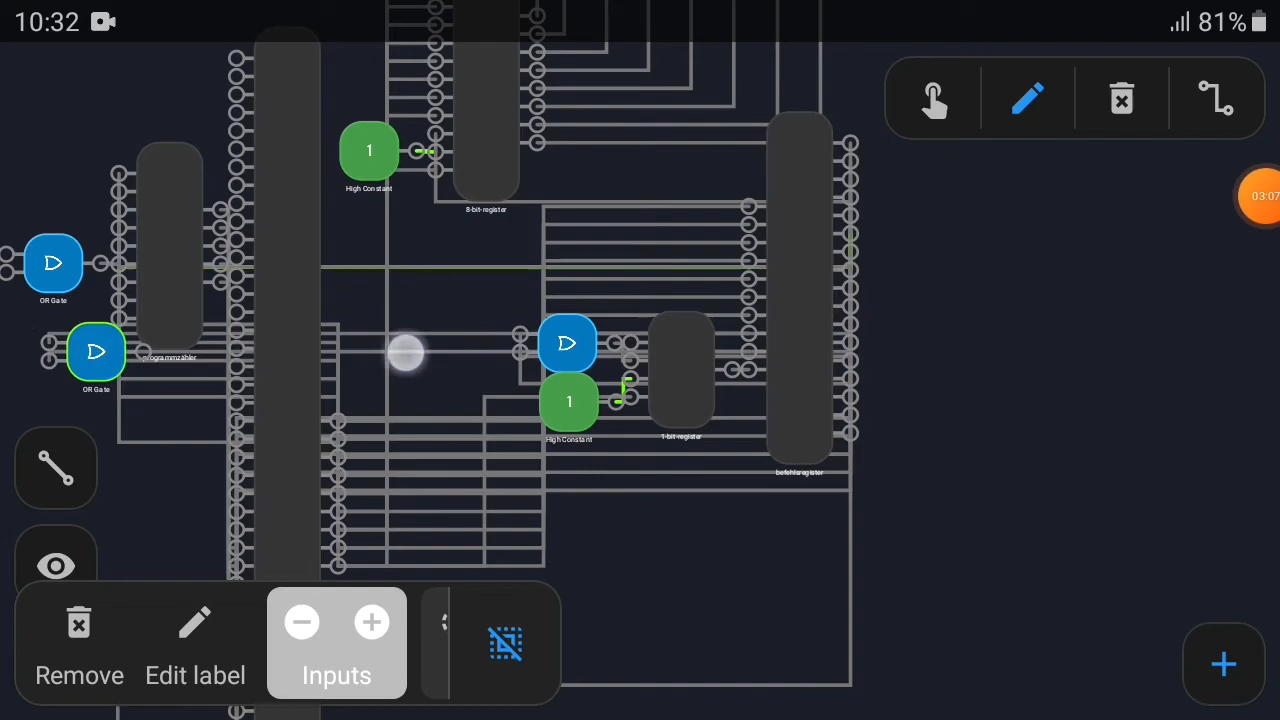 10:32
81%
03:07
1
High Constant
8-bit-register
OR Gate
programmzähler
OR Gate
1
High Constant
1-bit-register
befehlsregister
Remove
Edit label
Inputs